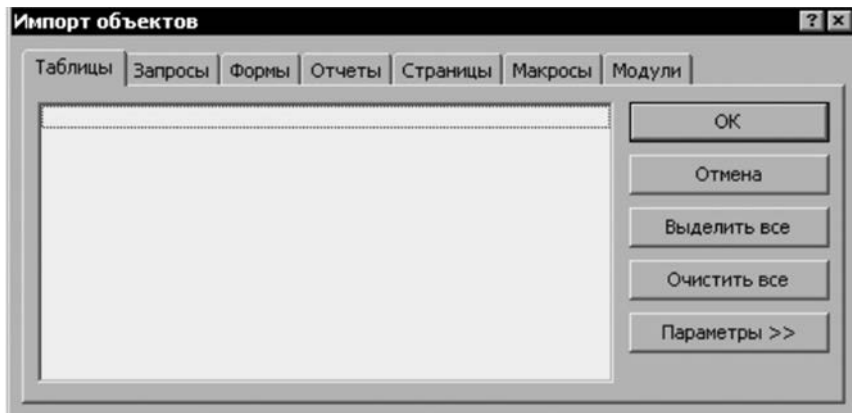 Импорт объектов
Таблицы Запросы Формы Отчеты Страницы Макросы Модули
ОК
Отмена
Выделить все
Очистить все
Параметры >>